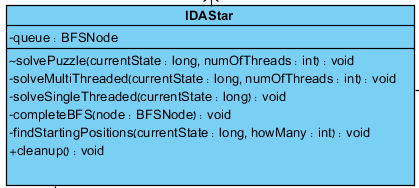 IDAStar
-queue : BFSNode
~solvePuzzle(currentState : long, numOfThreads : int) : void
-solveMultiThreaded(currentState : long, numOfThreads : int) : void
-solveSingleThreaded(currentState : long) : void
-completeBFS(node : BFSNode) : void
-findStartingPositions(currentState : long, howMany : int) : void
+cleanup() : void